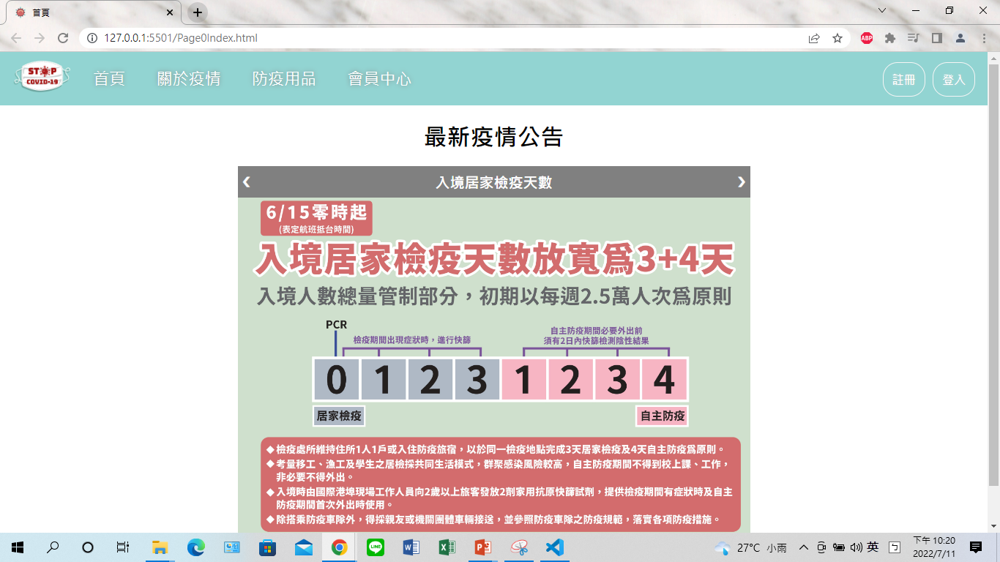 首頁
127.0.0.1:5501/Page0Index.html
ABP
STOP
COVID-19
首頁 關於疫情 防疫用品 會員中心 註冊 登入
最新疫情公告
❮ 入境居家檢疫天數 ❯
6/15零時起
(表定航班抵台時間)
入境居家檢疫天數放寬為3+4天
入境人數總量管制部分，初期以每週2.5萬人次為原則
PCR
檢疫期間出現症狀時，進行快篩
自主防疫期間必要外出前
須有2日內快篩檢測陰性結果
0 1 2 3 1 2 3 4
居家檢疫 自主防疫
◆檢疫處所維持住所1人1戶或入住防疫旅宿，以於同一檢疫地點完成3天居家檢疫及4天自主防疫為原則。
◆考量移工、漁工及學生之居檢採共同生活模式，群聚感染風險較高，自主防疫期間不得到校上課、工作，
非必要不得外出。
◆入境時由國際港埠現場工作人員向2歲以上旅客發放2劑家用抗原快篩試劑，提供檢疫期間有症狀時及自主
防疫期間首次外出時使用。
◆除搭乘防疫車隊外，得採親友或機關團體車輛接送，並參照防疫車隊之防疫規範，落實各項防疫措施。
LINE
27°C 小雨
英
ㄅ
下午 10:20
2022/7/11